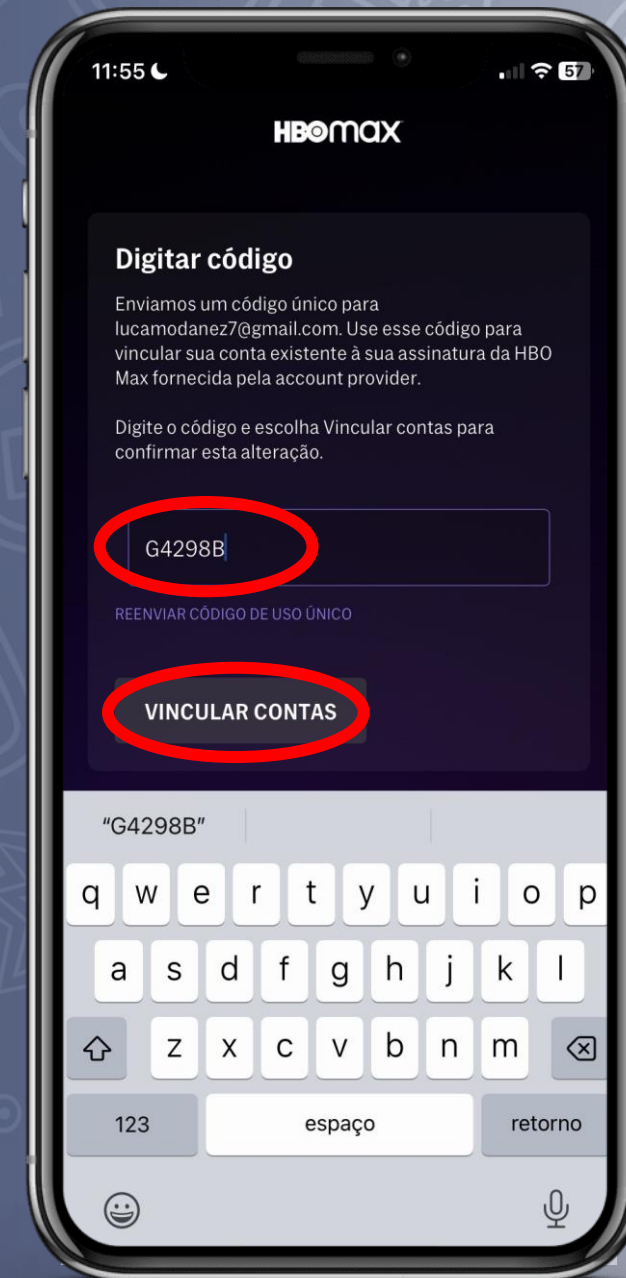 11:55
57
HBOmax
Digitar código
Enviamos um código único para
lucamodanez7@gmail.com. Use esse código para
vincular sua conta existente à sua assinatura da HBO
Max fornecida pela account provider.
Digite o código e escolha Vincular contas para
confirmar esta alteração.
G4298B
REENVIAR CÓDIGO DE USO ÚNICO
VINCULAR CONTAS
“G4298B”
q w e r t y u i o p
a s d f g h j k l
z x c v b n m
123 espaço retorno